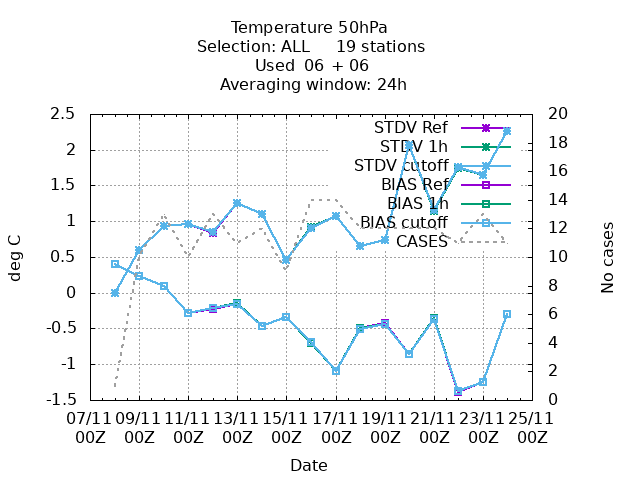 Temperature 50hPa
Selection: ALL 19 stations
Used 06 + 06
Averaging window: 24h
2.5
2
1.5
1
0.5
0
-0.5
-1
-1.5
deg C
20
18
16
14
12
10
8
6
4
2
0
No cases
STDV Ref
STDV 1h
STDV cutoff
BIAS Ref
BIAS 1h
BIAS cutoff
CASES
07/11 09/11 11/11 13/11 15/11 17/11 19/11 21/11 23/11 25/11
00Z 00Z 00Z 00Z 00Z 00Z 00Z 00Z 00Z 00Z
Date